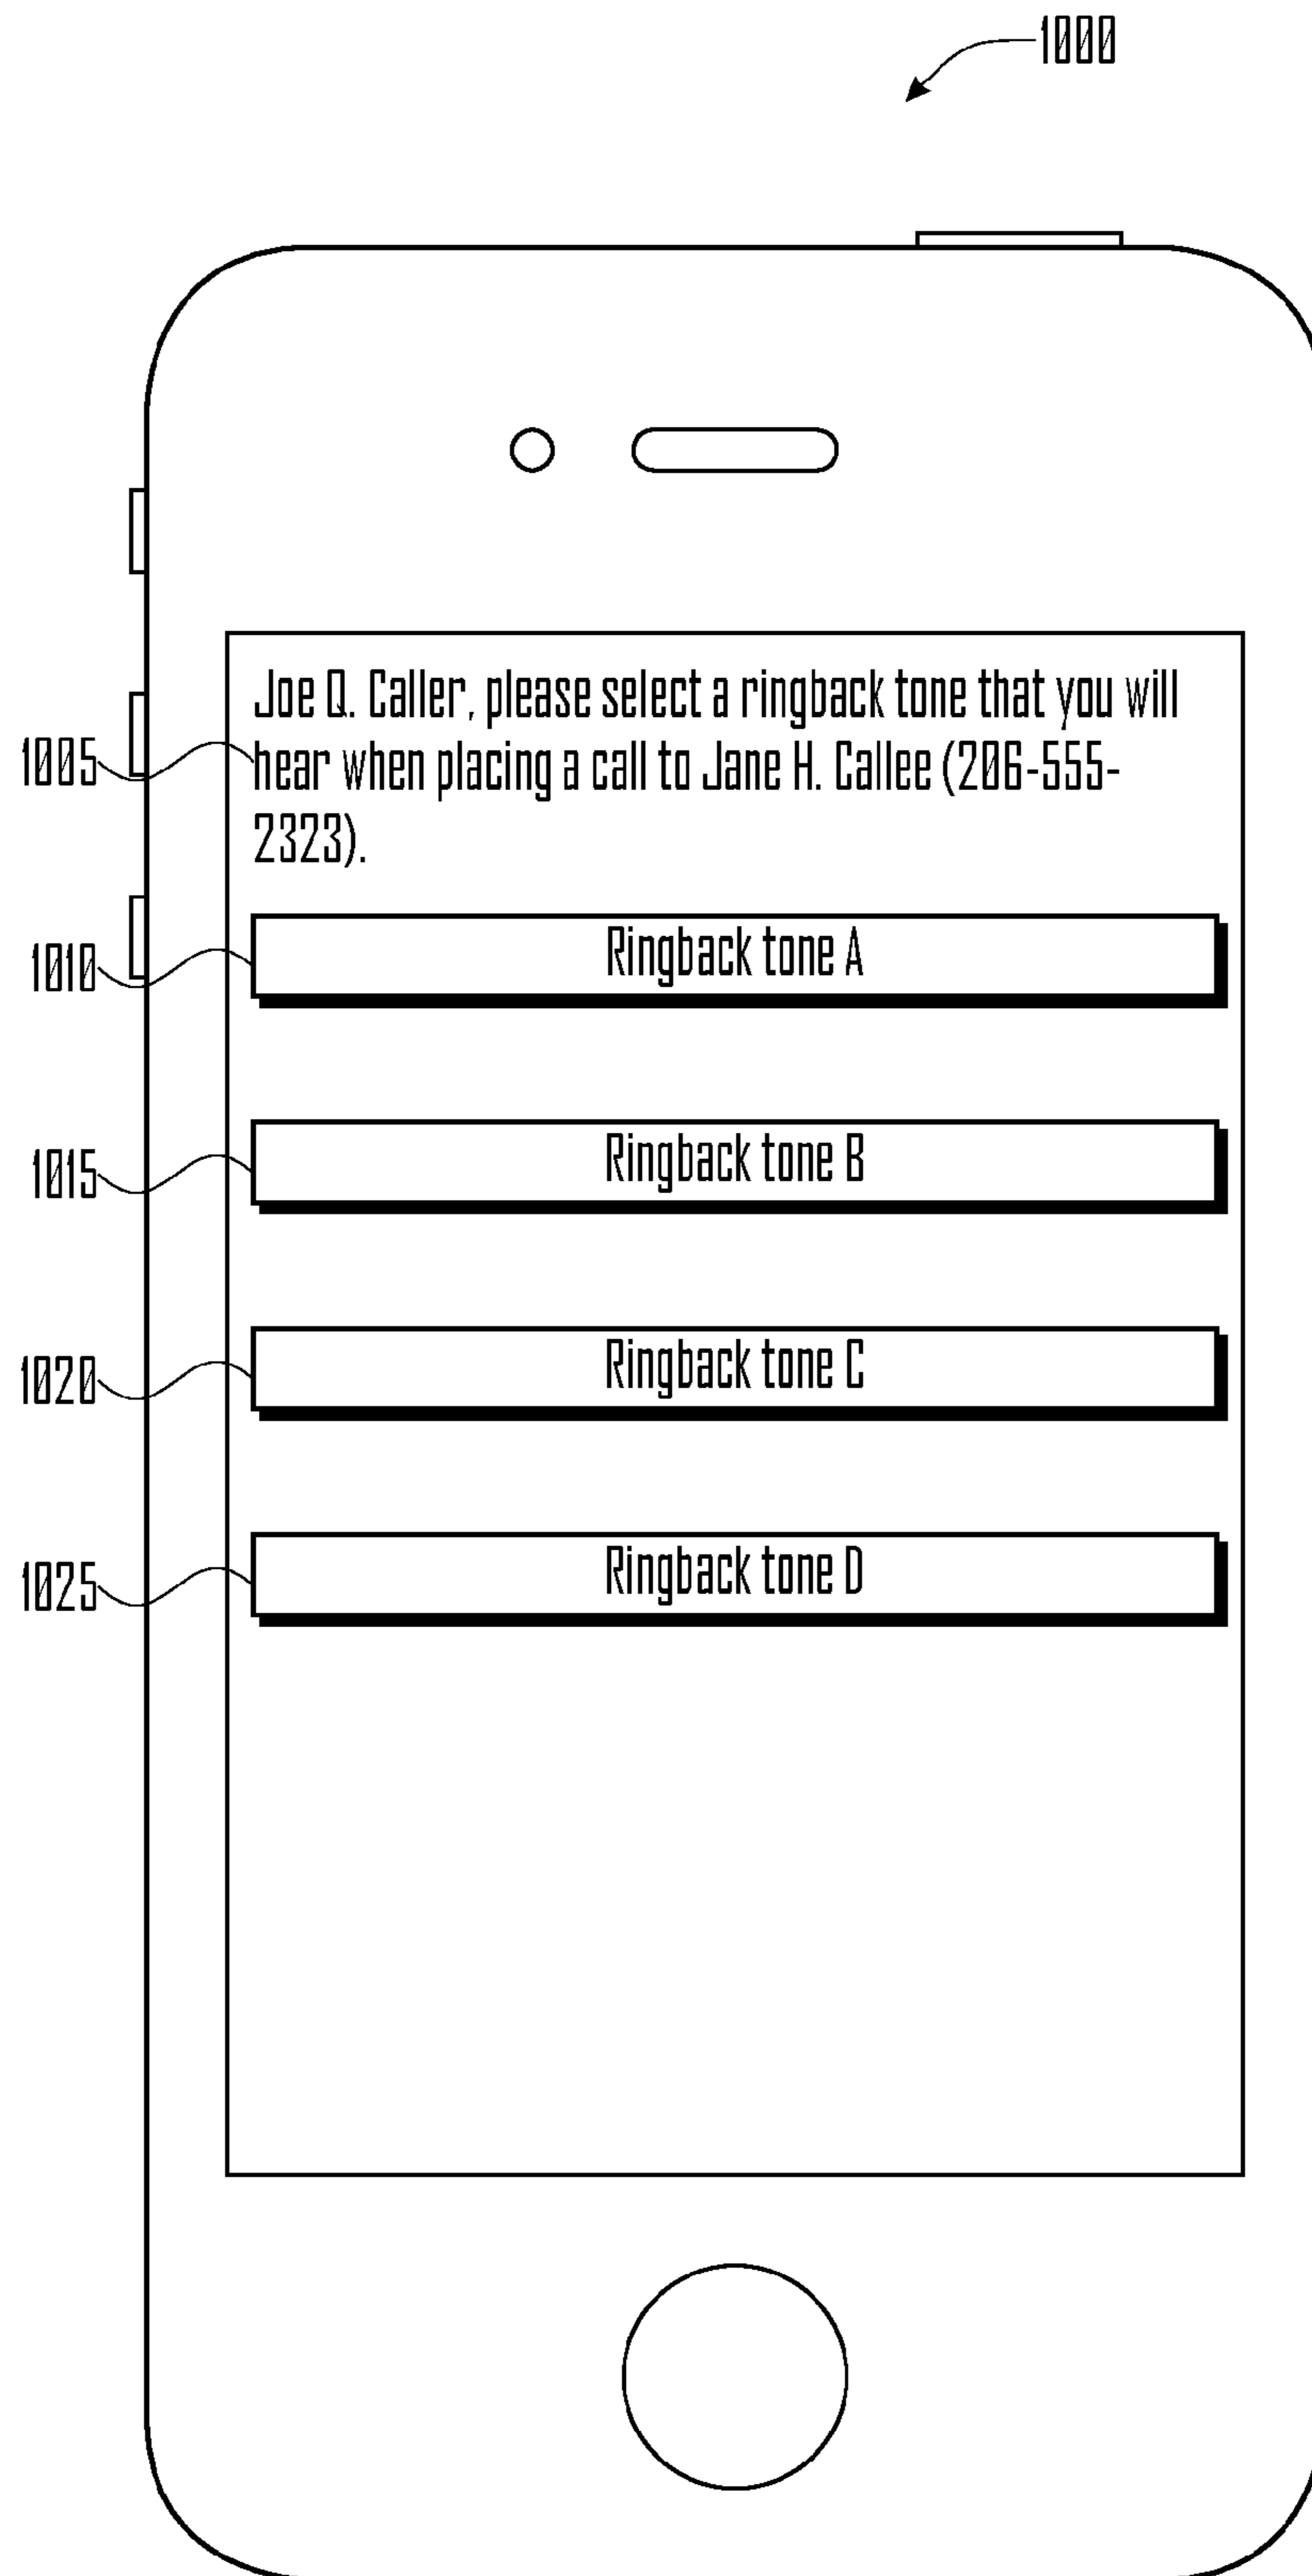 1000
Joe Q. Caller, please select a ringback tone that you will
1005
hear when placing a call to Jane H. Callee (206-555-
2323).
1010
Ringback tone A
1015
Ringback tone B
1020
Ringback tone C
1025
Ringback tone D